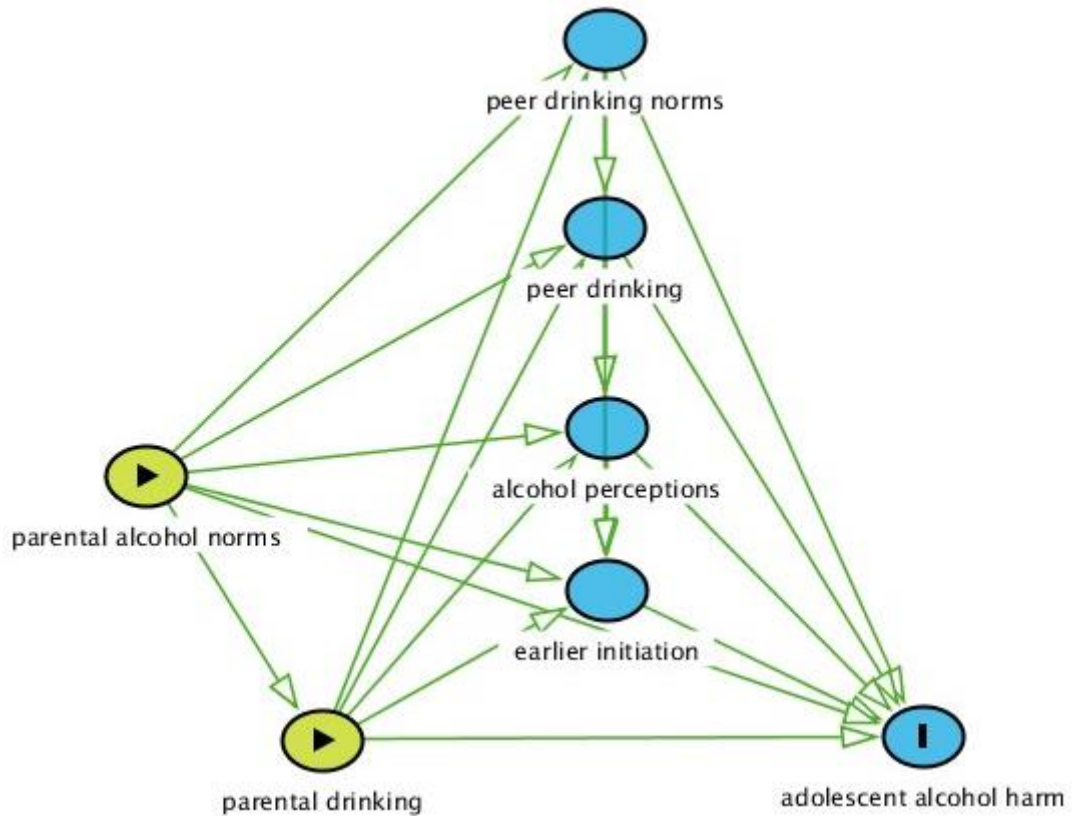 peer drinking norms
peer drinking
alcohol perceptions
parental alcohol norms
earlier initiation
parental drinking
adolescent alcohol harm